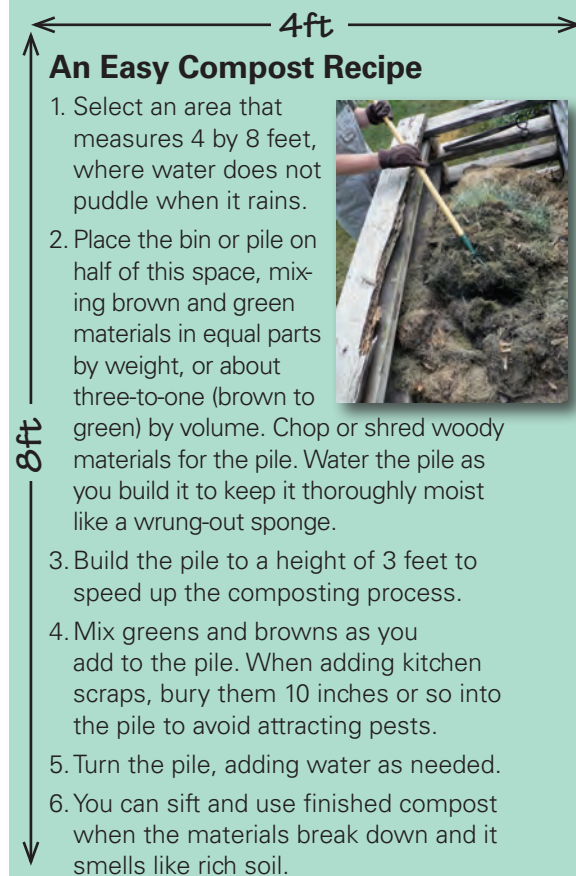 4ft
An Easy Compost Recipe
1. Select an area that
measures 4 by 8 feet,
where water does not
puddle when it rains.
2. Place the bin or pile on
half of this space, mix-
ing brown and green
materials in equal parts
by weight, or about
three-to-one (brown to
green) by volume. Chop or shred woody
materials for the pile. Water the pile as
you build it to keep it thoroughly moist
like a wrung-out sponge.
3. Build the pile to a height of 3 feet to
speed up the composting process.
4. Mix greens and browns as you
add to the pile. When adding kitchen
scraps, bury them 10 inches or so into
the pile to avoid attracting pests.
5. Turn the pile, adding water as needed.
6. You can sift and use finished compost
when the materials break down and it
smells like rich soil.
8ft